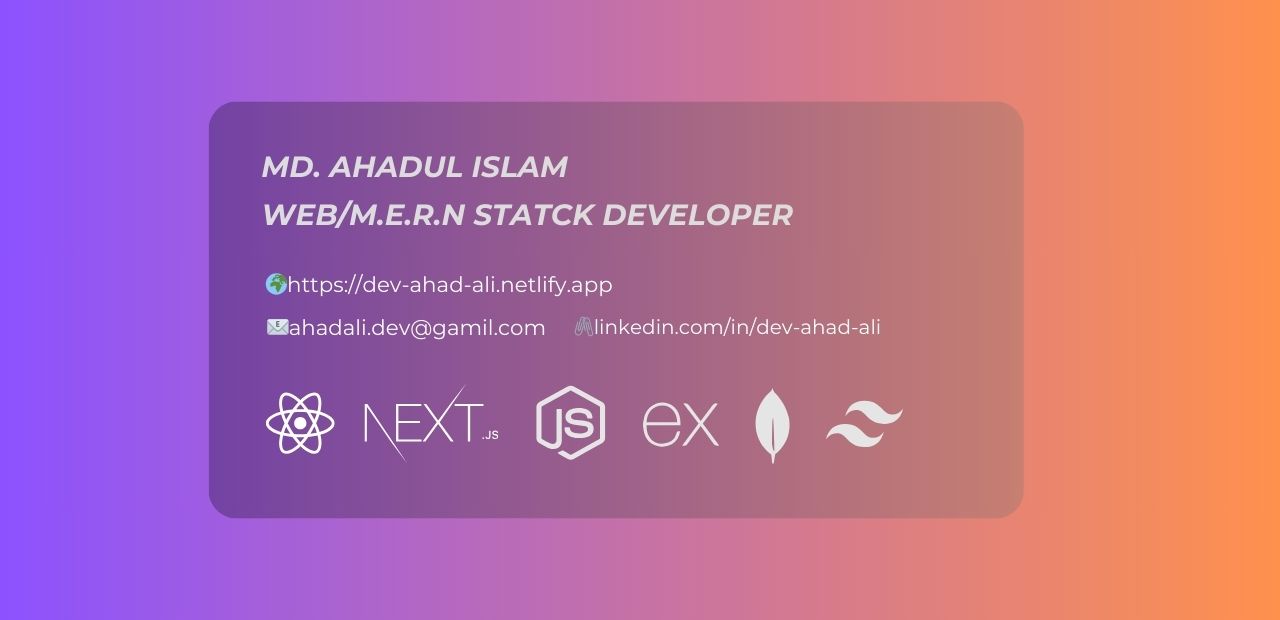 MD. AHADUL ISLAM
WEB/M.E.R.N STATCK DEVELOPER
https://dev-ahad-ali.netlify.app
ahadali.dev@gamil.com linkedin.com/in/dev-ahad-ali
NEXT.JS JS ex